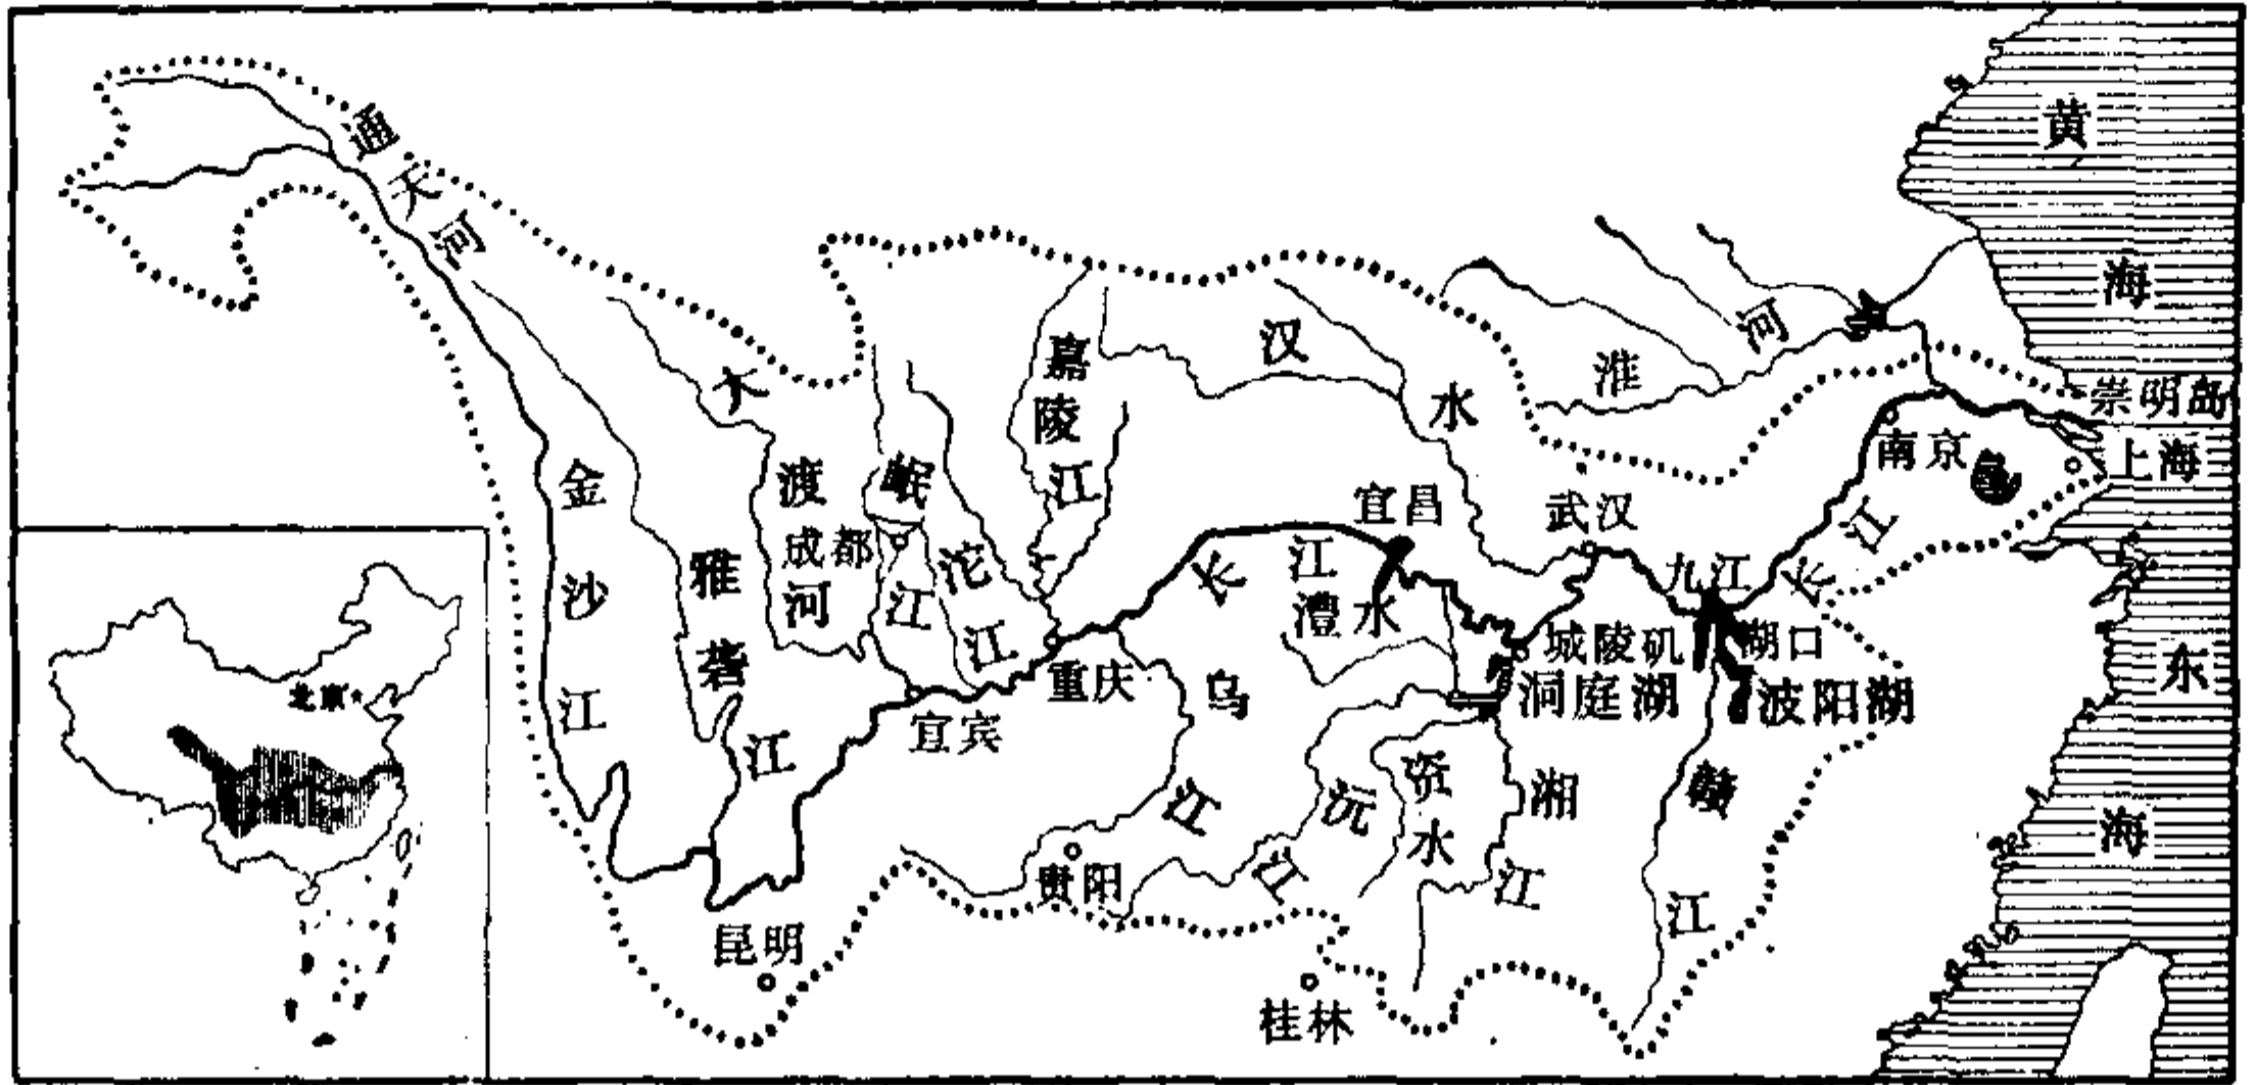 通天河
黄海
金沙江
雅砻江
大渡河
成都
岷江
沱江
嘉陵江
汉水
淮河
宜昌
武汉
九江
长江
长江
南京
崇明岛
上海
澧水
城陵矶
洞庭湖
湖口
波阳湖
重庆
宜宾
乌江
贵阳
沅江
资水
湘江
赣江
东海
昆明
桂林
北京